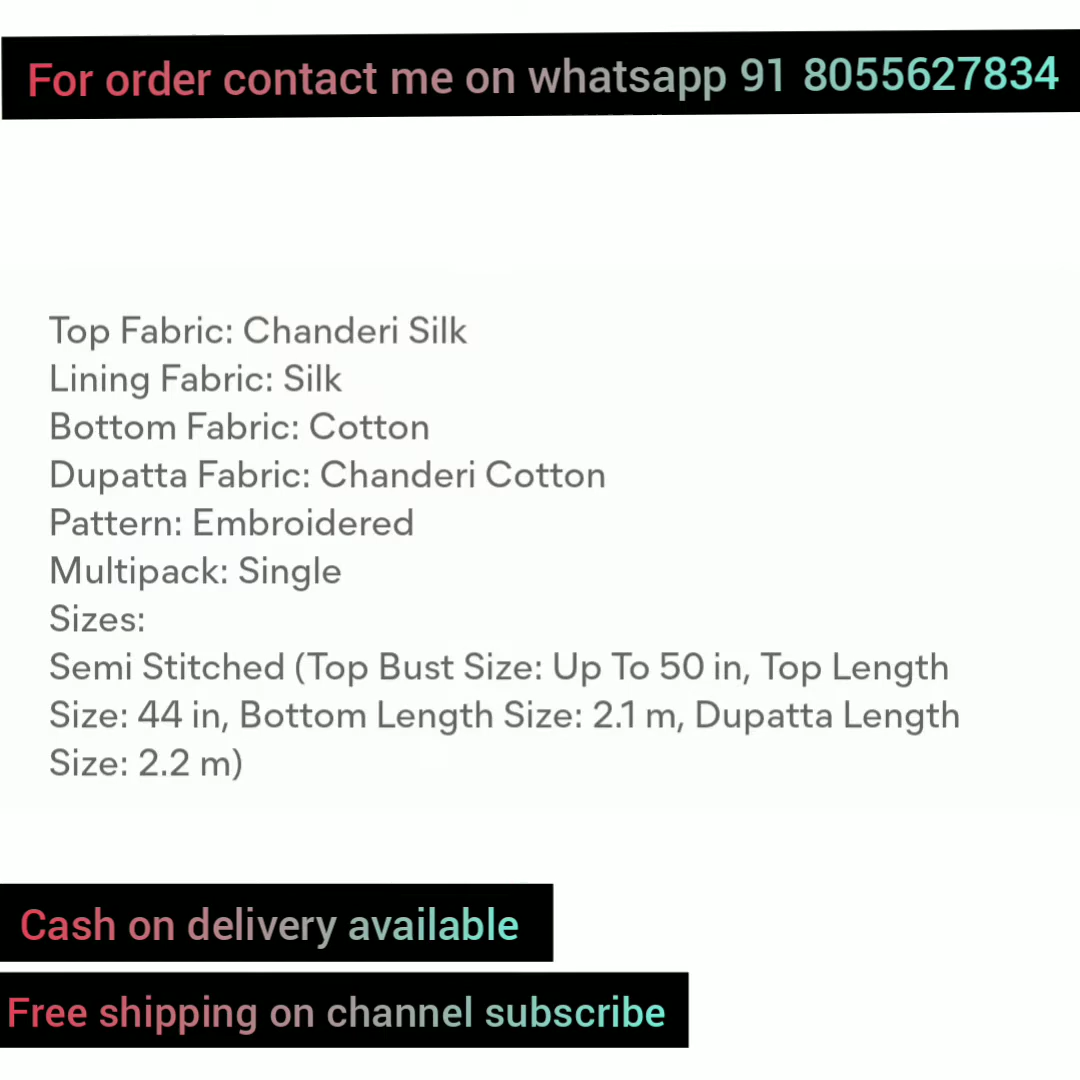 For order contact me on whatsapp 91 8055627834
Top Fabric: Chanderi Silk
Lining Fabric: Silk
Bottom Fabric: Cotton
Dupatta Fabric: Chanderi Cotton
Pattern: Embroidered
Multipack: Single
Sizes:
Semi Stitched (Top Bust Size: Up To 50 in, Top Length
Size: 44 in, Bottom Length Size: 2.1 m, Dupatta Length
Size: 2.2 m)
Cash on delivery available
Free shipping on channel subscribe